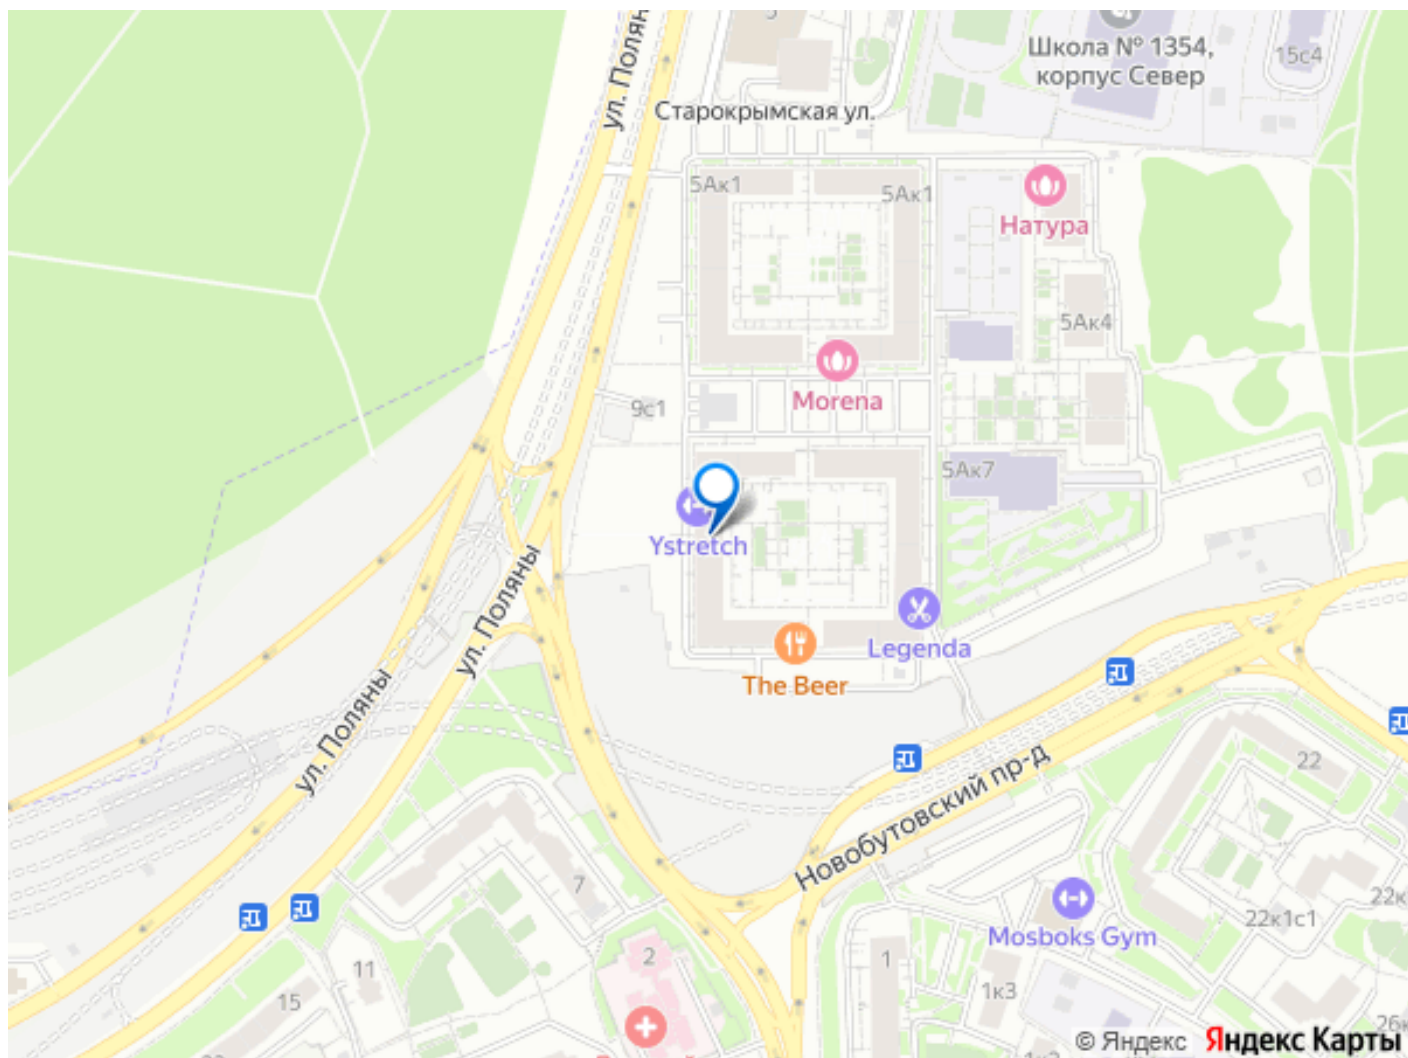 ул. Полян
5
Школа № 1354,
корпус Север
15с4
Старокрымская ул.
5Ак1
5Ак1
Натура
5Ак4
Morena
9с1
5Ак7
Ystretch
ул. Поляны
Legenda
The Beer
ул. Поляны
Новобутовский пр-д
22
7
22к
22к1с1
Mosboks Gym
2
11
1
1к3
15
26к
© Яндекс Яндекс Карты